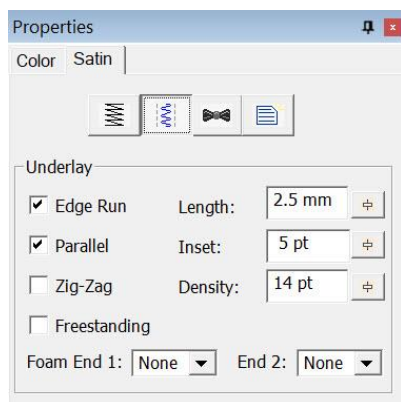 Properties
Color Satin
Underlay
Edge Run Length: 2.5 mm
Parallel Inset: 5 pt
Zig-Zag Density: 14 pt
Freestanding
Foam End 1: None End 2: None